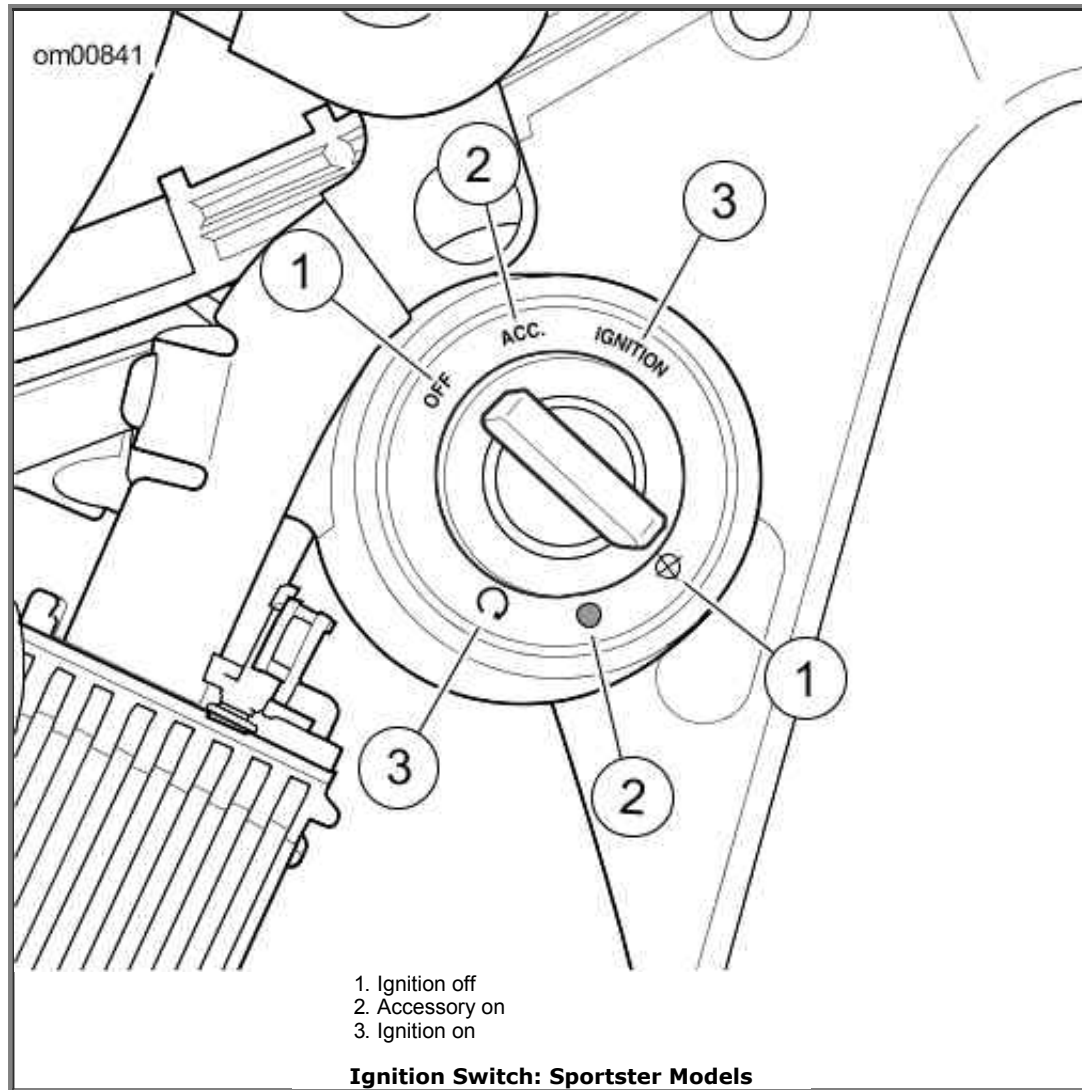 om00841
2
3
1
ACC.
IGNITION
OFF
1
3
2
1. Ignition off
2. Accessory on
3. Ignition on
Ignition Switch: Sportster Models